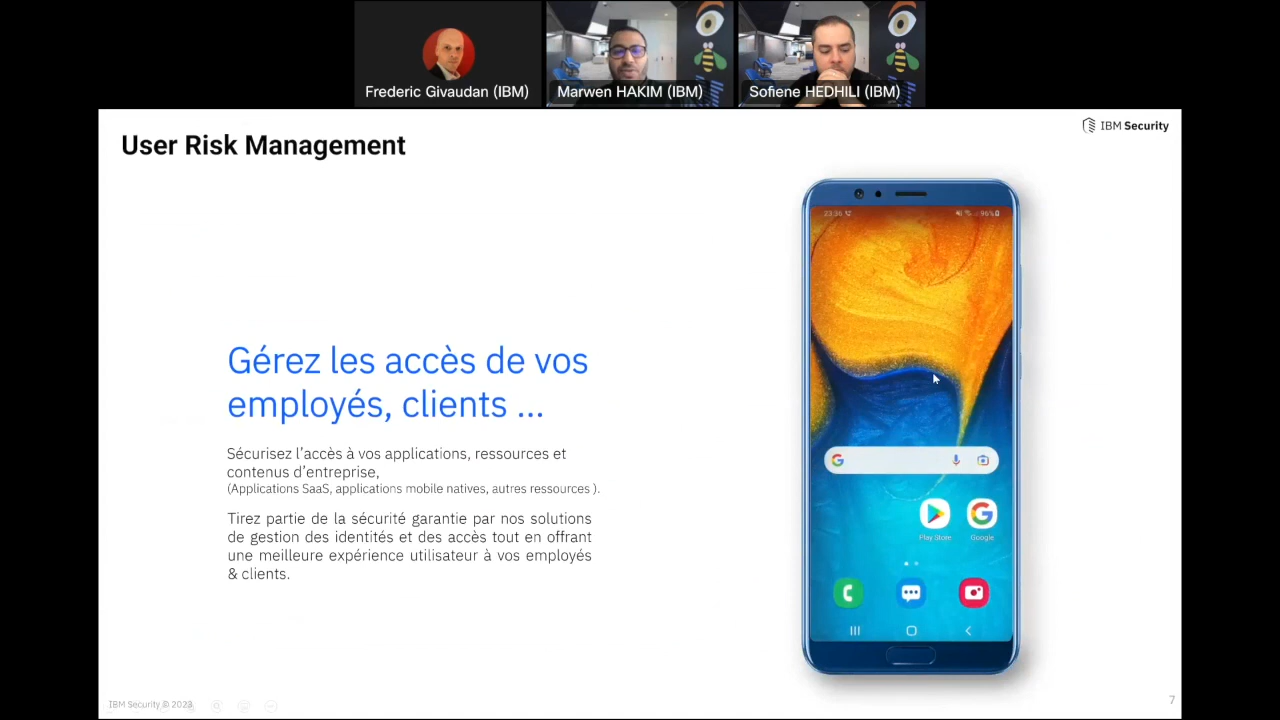 Frederic Givaudan (IBM)
Marwen HAKIM (IBM)
Sofiene HEDHILI (IBM)
User Risk Management
IBM Security
23:36
96%
Gérez les accès de vos
employés, clients ...
Sécurisez l’accès à vos applications, ressources et
contenus d’entreprise,
(Applications SaaS, applications mobile natives, autres ressources ).
Tirez partie de la sécurité garantie par nos solutions
de gestion des identités et des accès tout en offrant
une meilleure expérience utilisateur à vos employés
& clients.
Play Store
Google
IBM Security © 2023
7